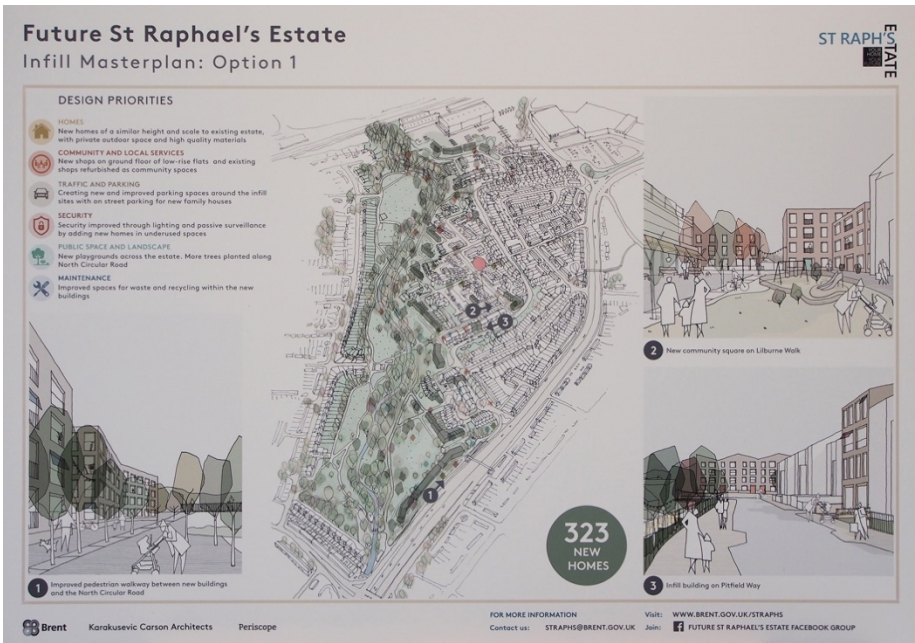 Future St Raphael's Estate
Infill Masterplan: Option 1
ST RAPH'S
ESTATE
DESIGN PRIORITIES
HOMES
New homes of a similar height and scale to existing estate,
with private outdoor space and high quality materials
COMMUNITY AND LOCAL SERVICES
New shops on ground floor of low-rise flats and existing
shops refurbished as community spaces
TRAFFIC AND PARKING
Creating new and improved parking spaces around the infill
sites with on street parking for new family houses
SECURITY
Security improved through lighting and passive surveillance
by adding new homes in underused spaces
PUBLIC SPACE AND LANDSCAPE
New playgrounds across the estate. More trees planted along
North Circular Road
MAINTENANCE
Improved spaces for waste and recycling within the new
buildings
2
3
1
323
NEW
HOMES
2 New community square on Lilburne Walk
1 Improved pedestrian walkway between new buildings
and the North Circular Road
3 Infill building on Pitfield Way
Brent
Karakusevic Carson Architects
Periscope
FOR MORE INFORMATION
Contact us: STRAPHS@BRENT.GOV.UK
Visit: WWW.BRENT.GOV.UK/STRAPHS
Join: FUTURE ST RAPHAEL'S ESTATE FACEBOOK GROUP